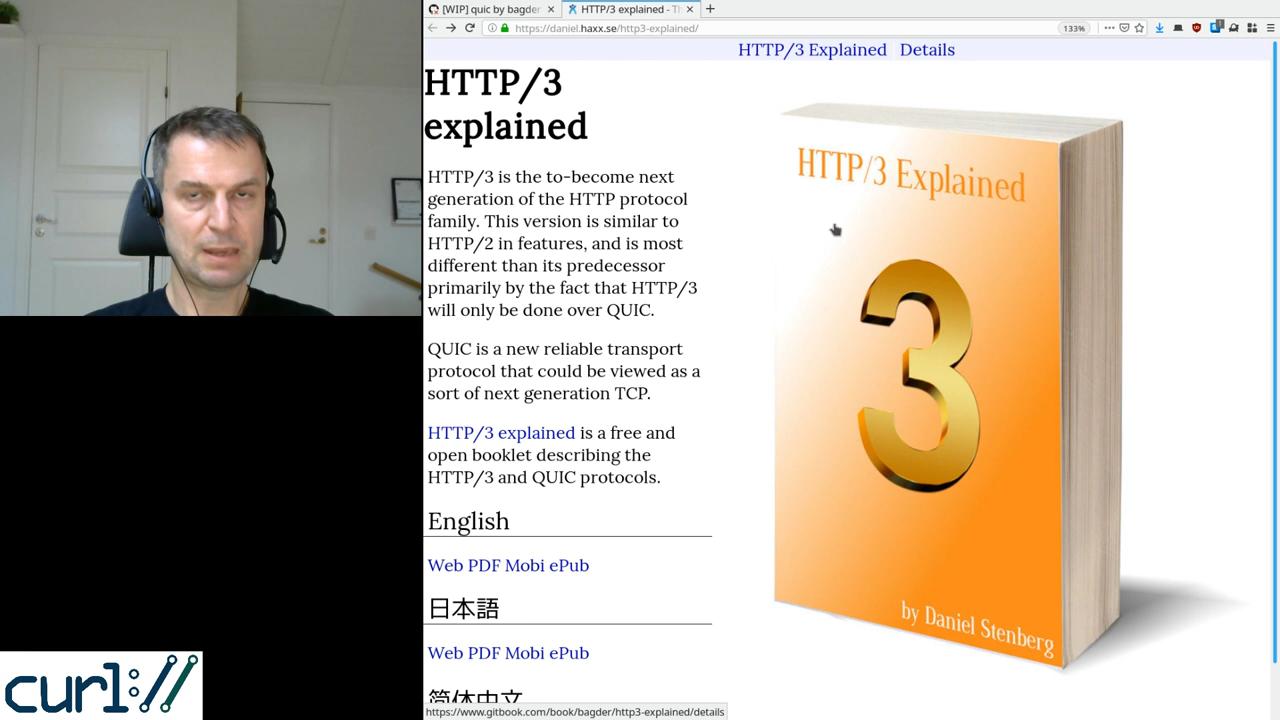 [WIP] quic by bagder
HTTP/3 explained - Th
https://daniel.haxx.se/http3-explained/
133%
HTTP/3 Explained Details
HTTP/3
explained
HTTP/3 is the to-become next
generation of the HTTP protocol
family. This version is similar to
HTTP/2 in features, and is most
different than its predecessor
primarily by the fact that HTTP/3
will only be done over QUIC.
QUIC is a new reliable transport
protocol that could be viewed as a
sort of next generation TCP.
HTTP/3 explained is a free and
open booklet describing the
HTTP/3 and QUIC protocols.
English
Web PDF Mobi ePub
日本語
Web PDF Mobi ePub
简体中文
https://www.gitbook.com/book/bagder/http3-explained/details
HTTP/3 Explained
3
by Daniel Stenberg
curl://